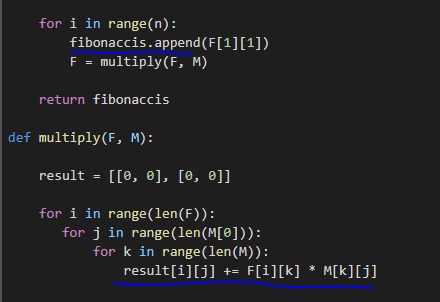 for i in range(n):
fibonaccis.append(F[1][1])
F = multiply(F, M)
return fibonaccis
def multiply(F, M):
result = [[0, 0], [0, 0]]
for i in range(len(F)):
for j in range(len(M[0])):
for k in range(len(M)):
result[i][j] += F[i][k] * M[k][j]